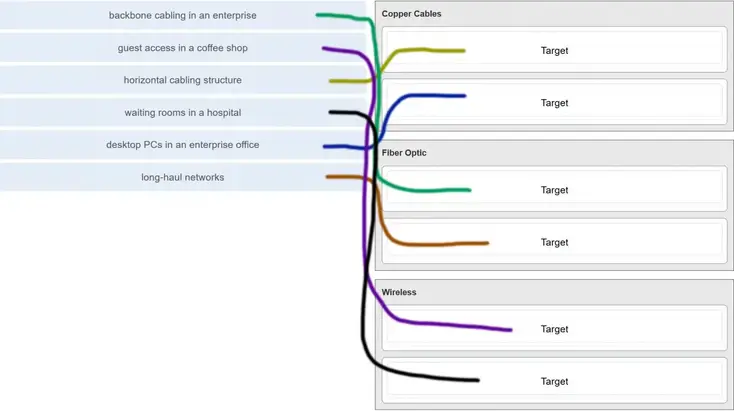 backbone cabling in an enterprise
guest access in a coffee shop
horizontal cabling structure
waiting rooms in a hospital
desktop PCs in an enterprise office
long-haul networks
Copper Cables
Target
Target
Fiber Optic
Target
Target
Wireless
Target
Target